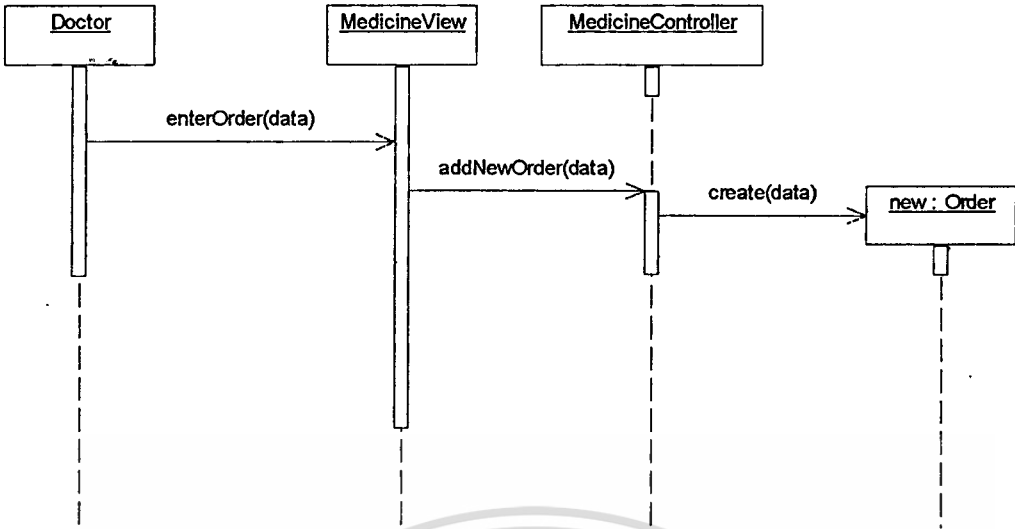 Doctor
MedicineView
MedicineController
enterOrder(data)
addNewOrder(data)
create(data)
new : Order